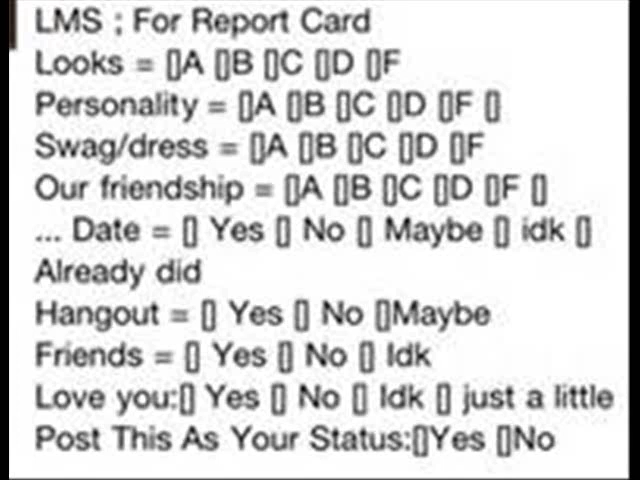 LMS ; For Report Card
Looks = []A []B []C []D []F
Personality = []A []B []C []D []F []
Swag/dress = []A []B []C []D []F
Our friendship = []A []B []C []D []F []
... Date = [] Yes [] No [] Maybe [] idk []
Already did
Hangout = [] Yes [] No []Maybe
Friends = [] Yes [] No [] Idk
Love you:[] Yes [] No [] Idk [] just a little
Post This As Your Status:[]Yes []No